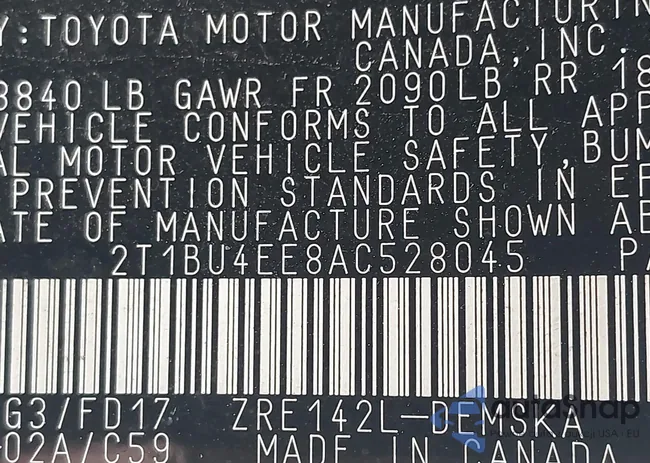 Y:TOYOTA MOTOR MANUFACTURIN
CANADA, INC.
3840 LB GAWR FR 2090LB RR 18
VEHICLE CONFORMS TO ALL APP
AL MOTOR VEHICLE SAFETY, BUM
PREVENTION STANDARDS IN EF
ATE OF MANUFACTURE SHOWN AB
2T1BU4EE8AC528045 PA
G3/FD17 ZRE142L-DEMSKA
02A/C59 MADE IN CANADA